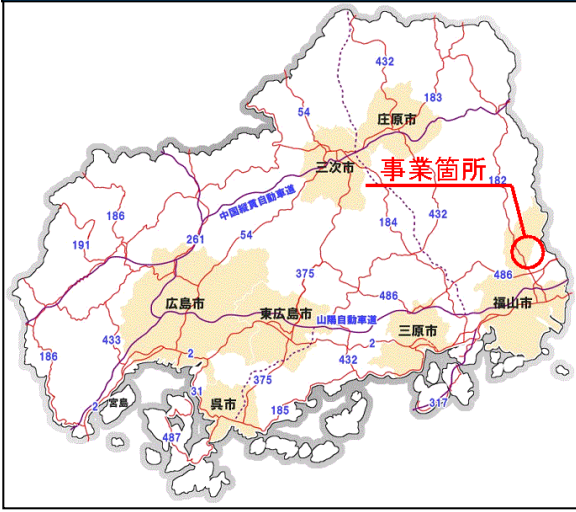 432
183
54
庄原市
三次市
事業箇所
182
中国縦貫自動車道
186
191
261
54
184
432
375
486
486
広島市
東広島市
山陽自動車道
三原市
福山市
186
433
2
2
432
375
31
2
宮島
呉市
185
317
487